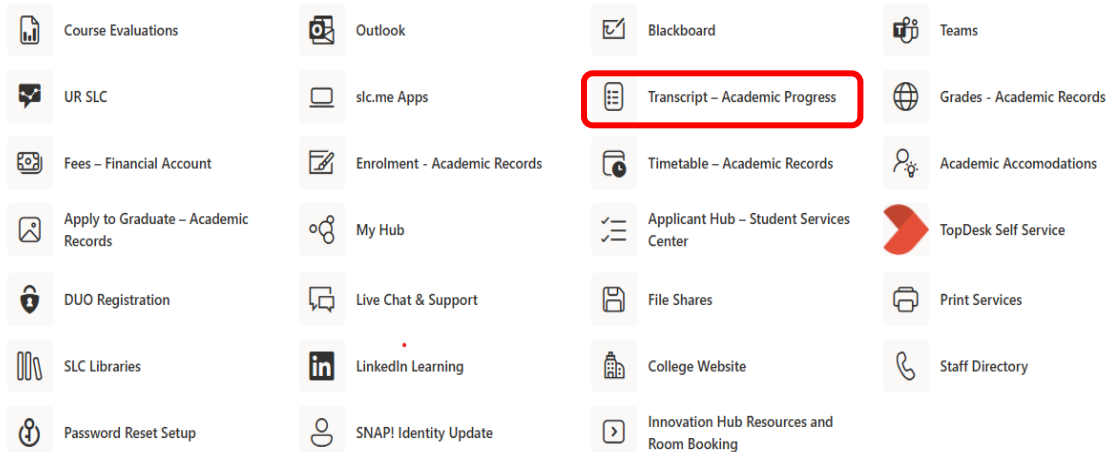 Course Evaluations
Outlook
Blackboard
Teams
UR SLC
slc.me Apps
Transcript – Academic Progress
Grades - Academic Records
Fees – Financial Account
Enrolment - Academic Records
Timetable – Academic Records
Academic Accomodations
Apply to Graduate – Academic
Records
My Hub
Applicant Hub – Student Services
Center
TopDesk Self Service
DUO Registration
Live Chat & Support
File Shares
Print Services
SLC Libraries
in
LinkedIn Learning
College Website
Staff Directory
Password Reset Setup
SNAP! Identity Update
Innovation Hub Resources and
Room Booking